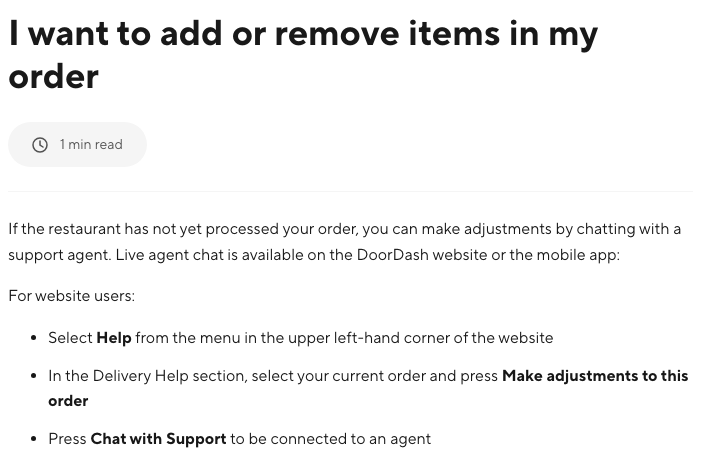 I want to add or remove items in my
order
1 min read
If the restaurant has not yet processed your order, you can make adjustments by chatting with a
support agent. Live agent chat is available on the DoorDash website or the mobile app:
For website users:
• Select Help from the menu in the upper left-hand corner of the website
• In the Delivery Help section, select your current order and press Make adjustments to this
order
• Press Chat with Support to be connected to an agent